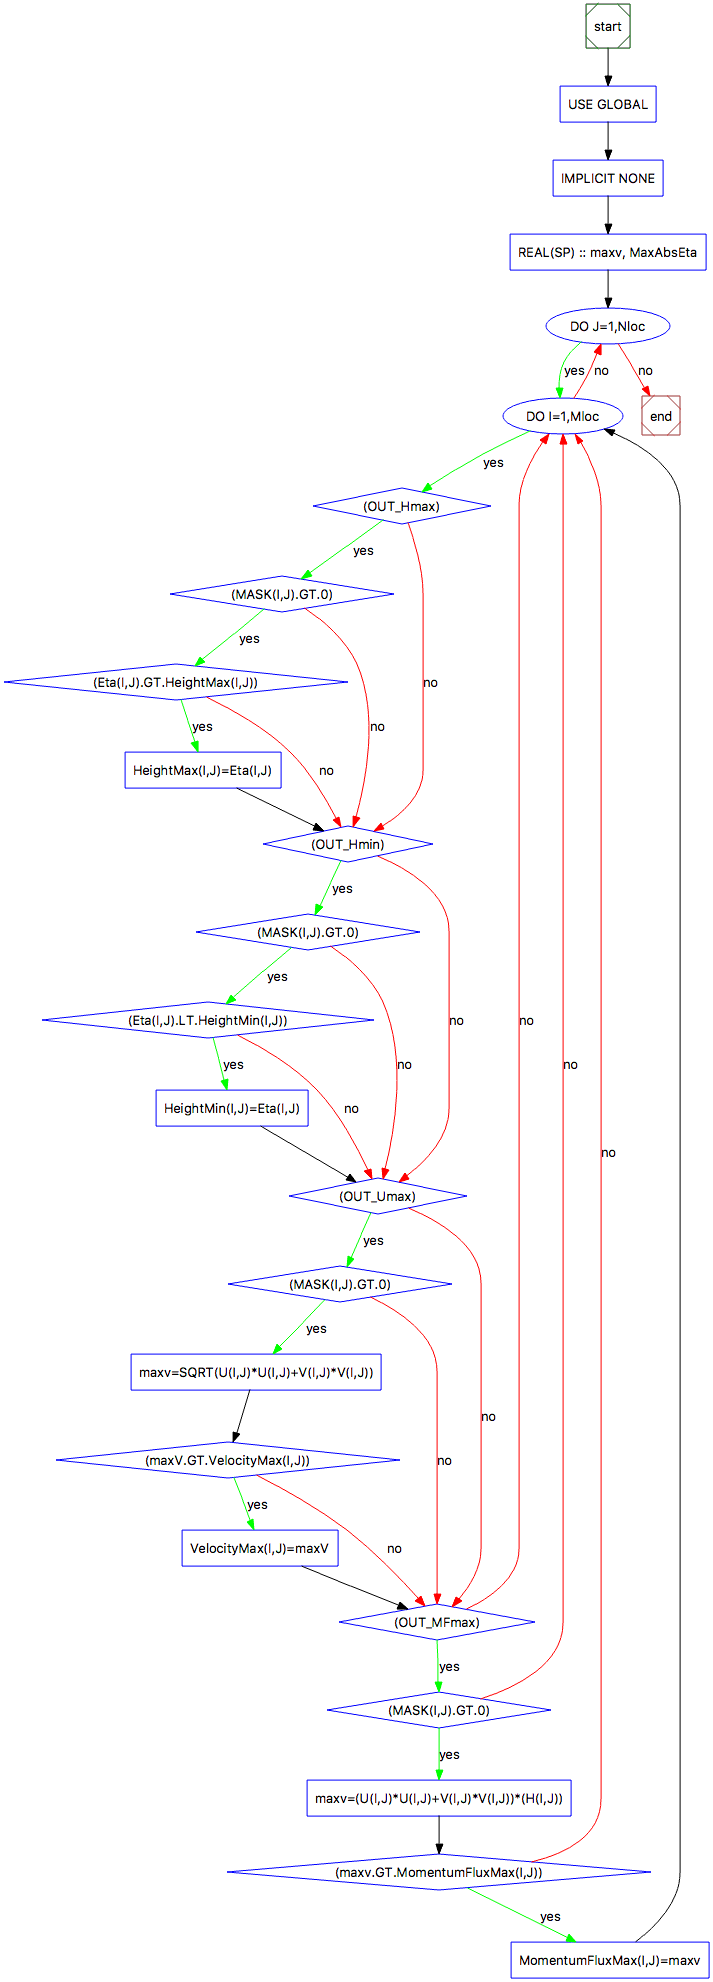 start
USE GLOBAL
IMPLICIT NONE
REAL(SP) :: maxv, MaxAbsEta
DO J=1,Nloc
yes
no
no
DO I=1,Mloc
end
yes
(OUT_Hmax)
yes
(MASK(I,J).GT.0)
yes
(Eta(I,J).GT.HeightMax(I,J))
no
yes
no
no
HeightMax(I,J)=Eta(I,J)
(OUT_Hmin)
yes
(MASK(I,J).GT.0)
yes
(Eta(I,J).LT.HeightMin(I,J))
no
no
yes
no
no
no
HeightMin(I,J)=Eta(I,J)
no
(OUT_Umax)
yes
(MASK(I,J).GT.0)
yes
maxv=SQRT(U(I,J)*U(I,J)+V(I,J)*V(I,J))
no
(maxV.GT.VelocityMax(I,J))
no
yes
VelocityMax(I,J)=maxV
no
(OUT_MFmax)
yes
(MASK(I,J).GT.0)
yes
maxv=(U(I,J)*U(I,J)+V(I,J)*V(I,J))*(H(I,J))
(maxv.GT.MomentumFluxMax(I,J))
yes
MomentumFluxMax(I,J)=maxv